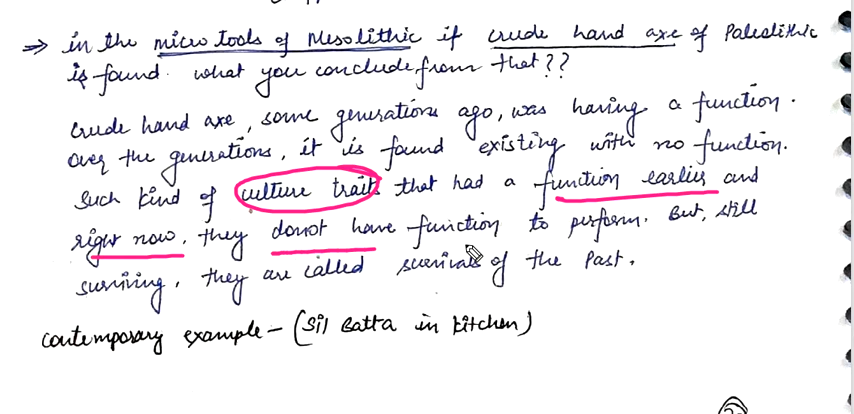 ⇒ in the micro tools of Mesolithic if crude hand axe of Paleolithic
is found. what you conclude from that??
crude hand axe, some generations ago, was having a function.
over the generations, it is found existing with no function.
such kind of culture traits that had a function earlier and
right now, they donot have function to perform. But, still
surviving, they are called survivals of the Past.
contemporary example - (Sil Batta in kitchen)